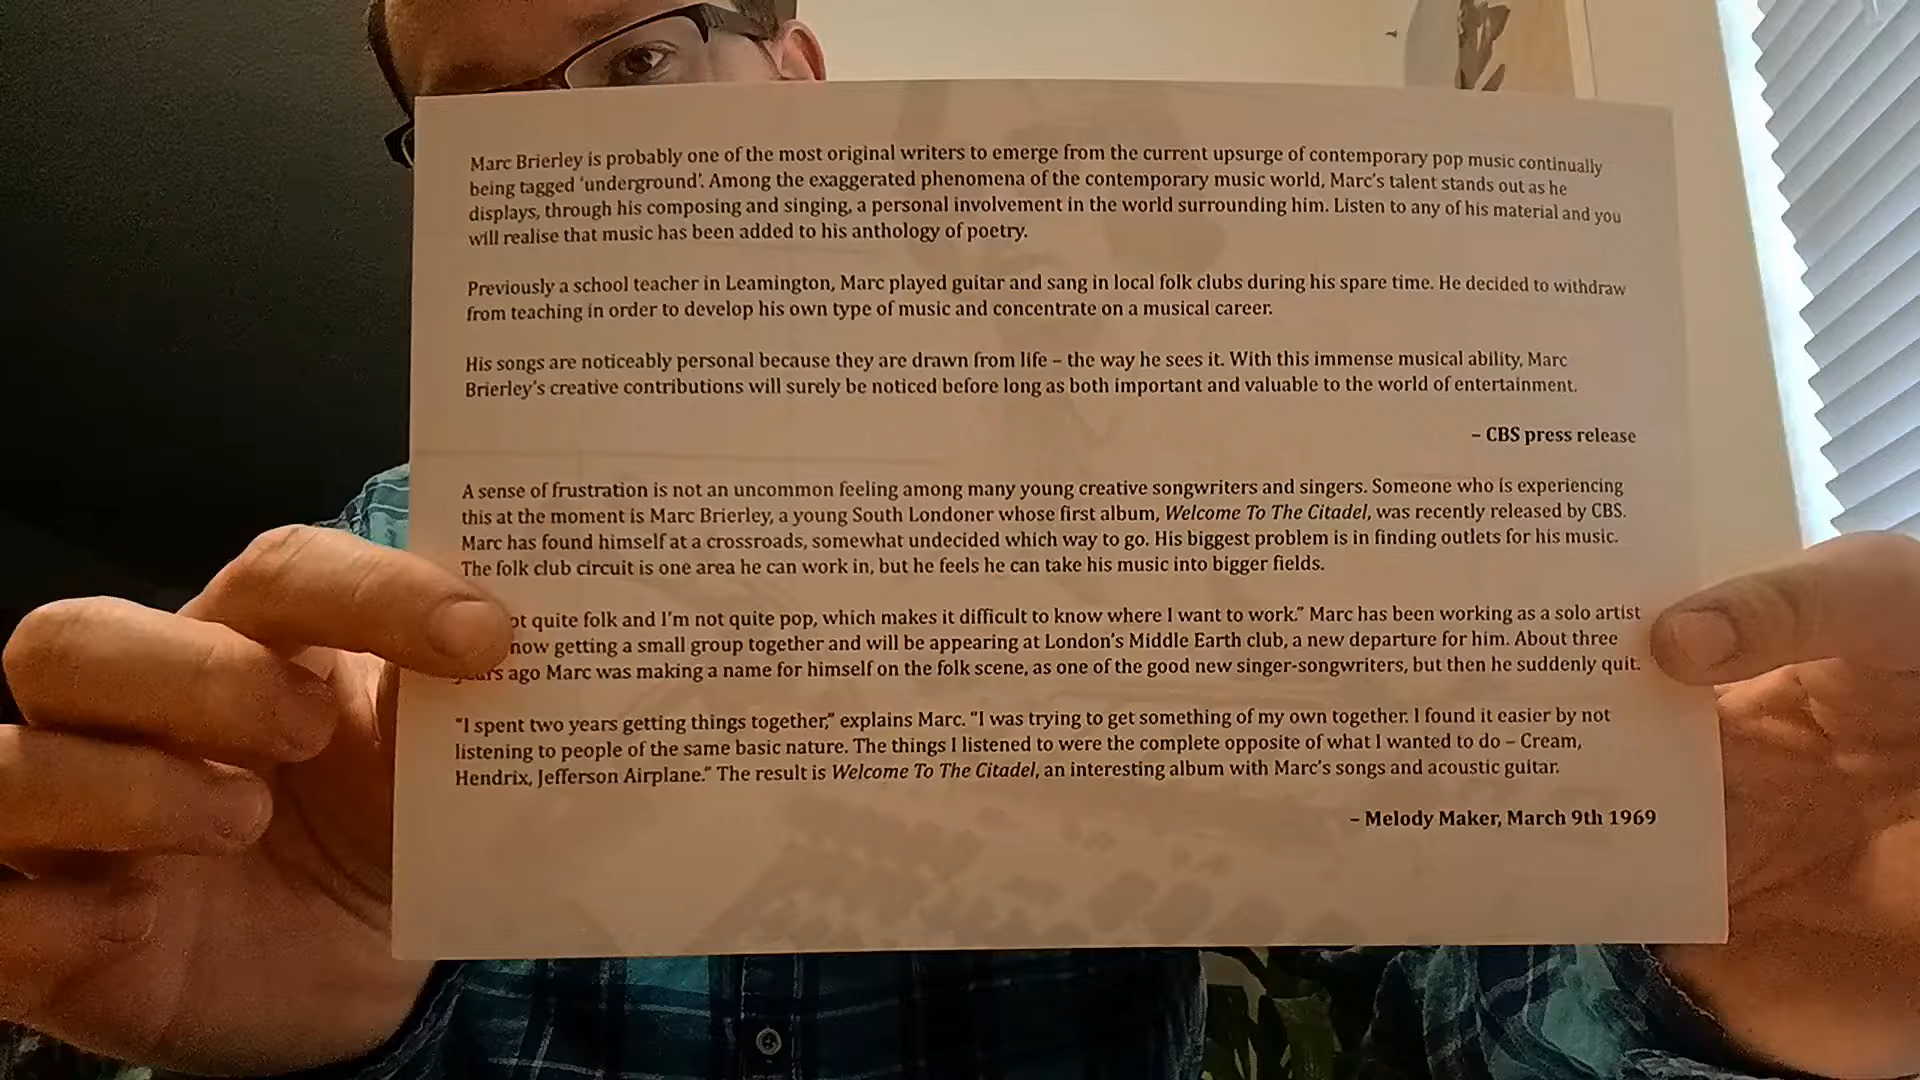 Marc Brierley is probably one of the most original writers to emerge from the current upsurge of contemporary pop music continually
being tagged ‘underground’. Among the exaggerated phenomena of the contemporary music world, Marc’s talent stands out as he
displays, through his composing and singing, a personal involvement in the world surrounding him. Listen to any of his material and you
will realise that music has been added to his anthology of poetry.
Previously a school teacher in Leamington, Marc played guitar and sang in local folk clubs during his spare time. He decided to withdraw
from teaching in order to develop his own type of music and concentrate on a musical career.
His songs are noticeably personal because they are drawn from life – the way he sees it. With this immense musical ability, Marc
Brierley’s creative contributions will surely be noticed before long as both important and valuable to the world of entertainment.
– CBS press release
A sense of frustration is not an uncommon feeling among many young creative songwriters and singers. Someone who is experiencing
this at the moment is Marc Brierley, a young South Londoner whose first album, Welcome To The Citadel, was recently released by CBS.
Marc has found himself at a crossroads, somewhat undecided which way to go. His biggest problem is in finding outlets for his music.
The folk club circuit is one area he can work in, but he feels he can take his music into bigger fields.
quite folk and I’m not quite pop, which makes it difficult to know where I want to work.” Marc has been working as a solo artist
now getting a small group together and will be appearing at London’s Middle Earth club, a new departure for him. About three
ago Marc was making a name for himself on the folk scene, as one of the good new singer-songwriters, but then he suddenly quit.
“I spent two years getting things together,” explains Marc. “I was trying to get something of my own together. I found it easier by not
listening to people of the same basic nature. The things I listened to were the complete opposite of what I wanted to do – Cream,
Hendrix, Jefferson Airplane.” The result is Welcome To The Citadel, an interesting album with Marc’s songs and acoustic guitar.
– Melody Maker, March 9th 1969